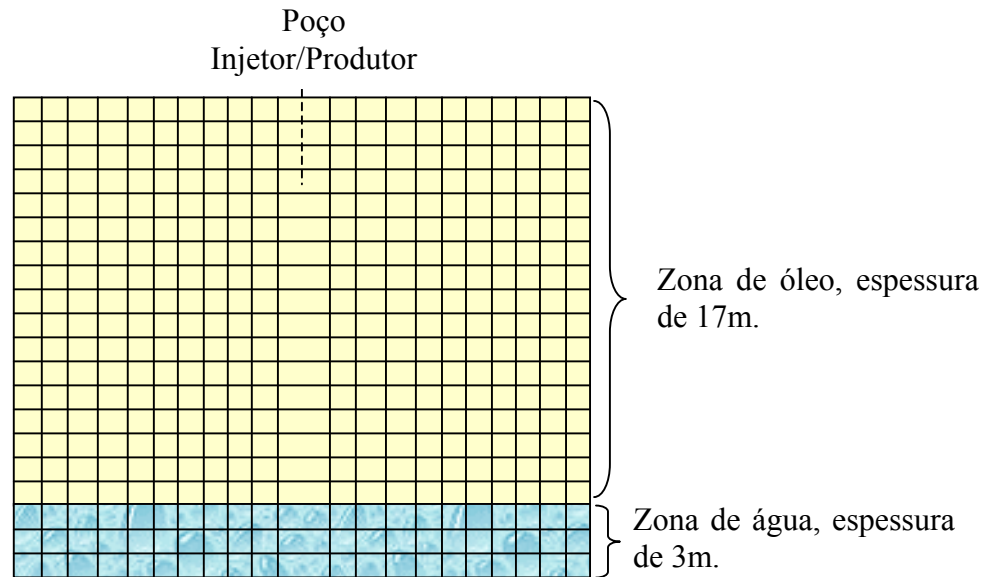 Poço
Injetor/Produtor
Zona de óleo, espessura
de 17m.
Zona de água, espessura
de 3m.